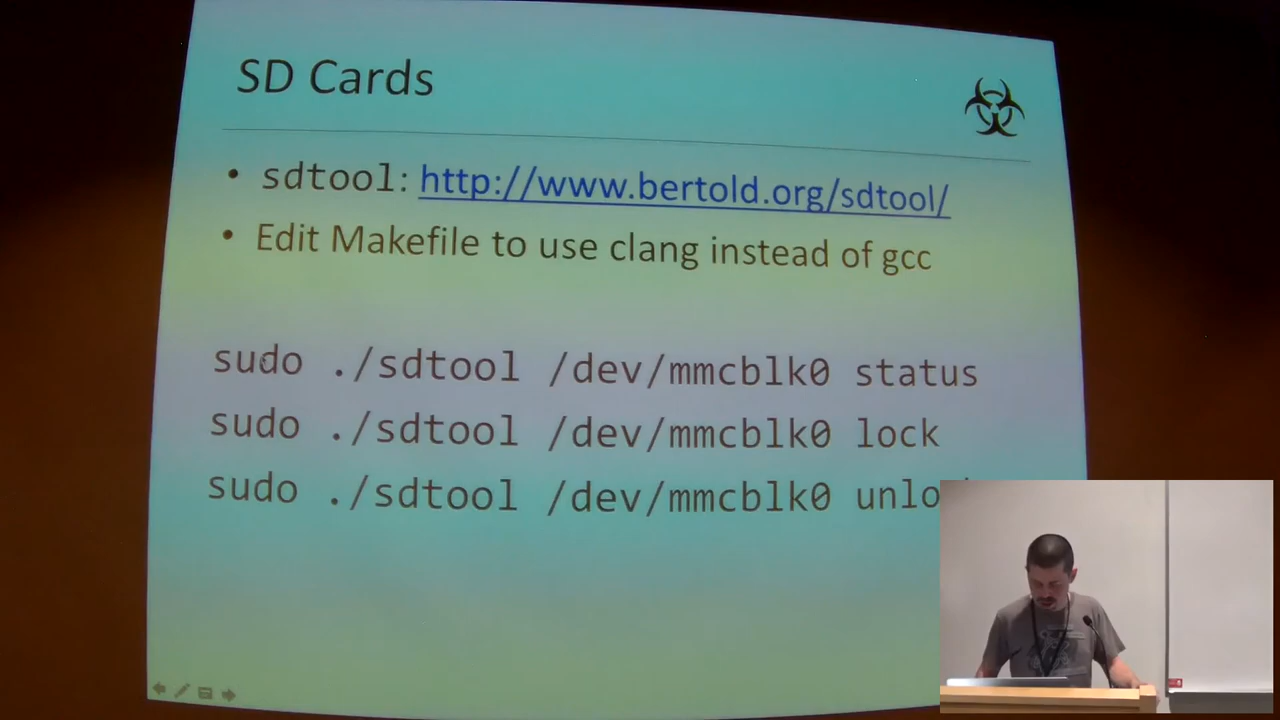 SD Cards
• sdtool: http://www.bertold.org/sdtool/
• Edit Makefile to use clang instead of gcc
sudo ./sdtool /dev/mmcblk0 status
sudo ./sdtool /dev/mmcblk0 lock
sudo ./sdtool /dev/mmcblk0